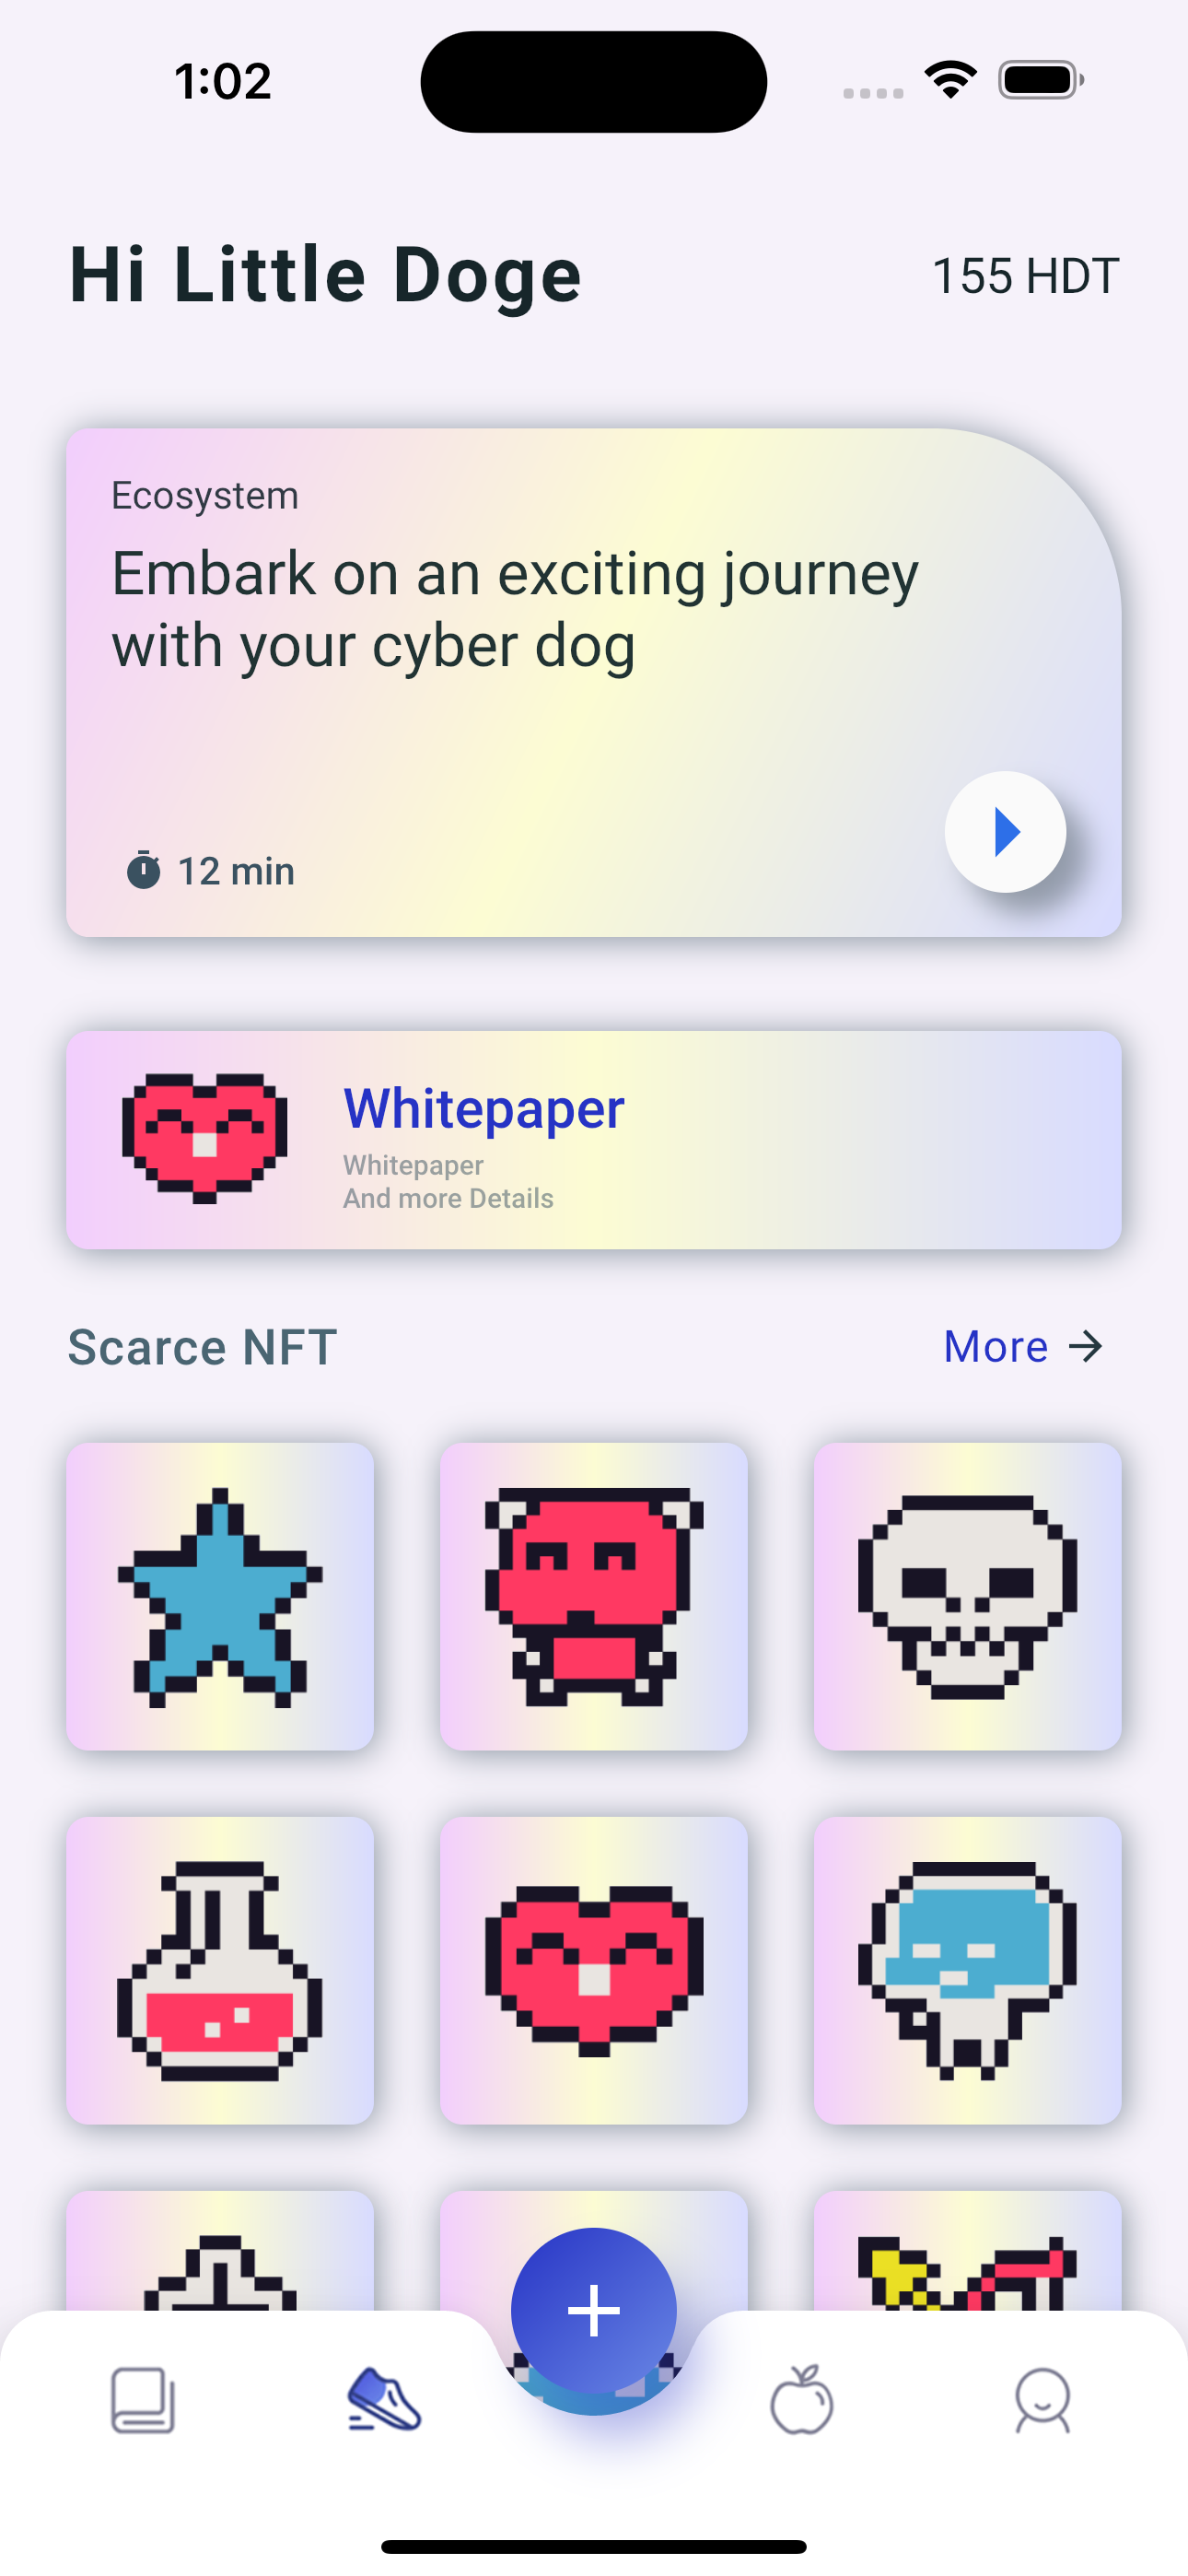 1:02
Hi Little Doge
155 HDT
Ecosystem
Embark on an exciting journey
with your cyber dog
12 min
Whitepaper
Whitepaper
And more Details
Scarce NFT
More